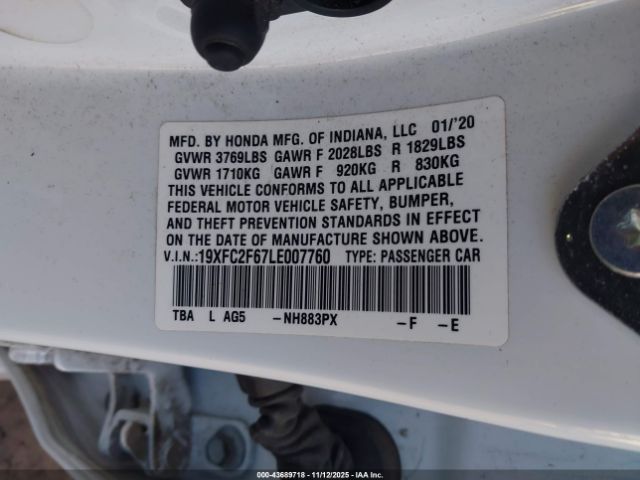 MFD. BY HONDA MFG. OF INDIANA, LLC 01/'20
GVWR 3769LBS GAWR F 2028LBS R 1829LBS
GVWR 1710KG GAWR F 920KG R 830KG
THIS VEHICLE CONFORMS TO ALL APPLICABLE
FEDERAL MOTOR VEHICLE SAFETY, BUMPER,
AND THEFT PREVENTION STANDARDS IN EFFECT
ON THE DATE OF MANUFACTURE SHOWN ABOVE.
V.I.N.:19XFC2F67LE007760 TYPE: PASSENGER CAR
TBA L AG5 -NH883PX -F -E
000-43689718 - 11/12/2025 - IAA Inc.